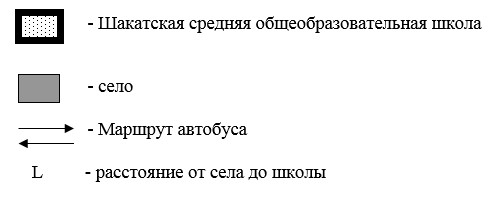 - Шакатская средняя общеобразовательная школа
- село
- Маршрут автобуса
L - расстояние от села до школы